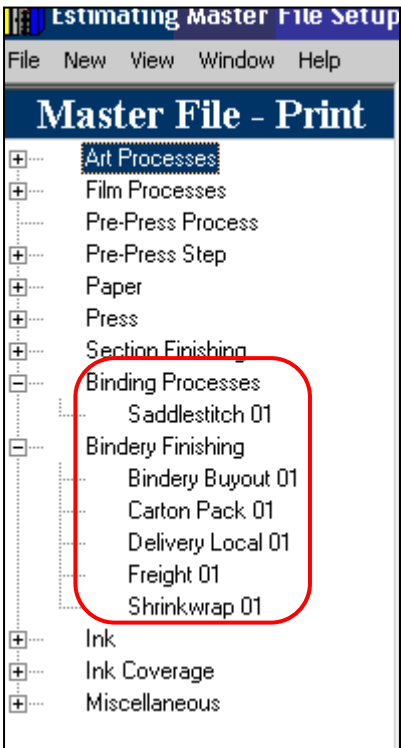 Estimating Master File Setup
File New View Window Help
Master File - Print
Art Processes
Film Processes
Pre-Press Process
Pre-Press Step
Paper
Press
Section Finishing
Binding Processes
Saddlestitch 01
Bindery Finishing
Bindery Buyout 01
Carton Pack 01
Delivery Local 01
Freight 01
Shrinkwrap 01
Ink
Ink Coverage
Miscellaneous